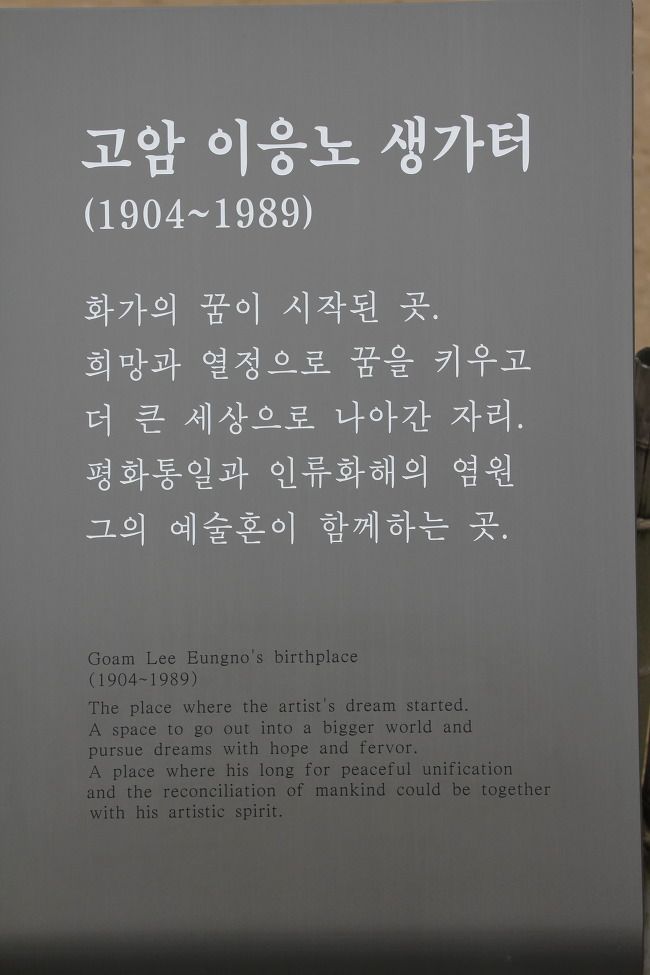 고암 이응노 생가터
(1904~1989)
화가의 꿈이 시작된 곳.
희망과 열정으로 꿈을 키우고
더 큰 세상으로 나아간 자리.
평화통일과 인류화해의 염원
그의 예술혼이 함께하는 곳.
Goam Lee Eungno's birthplace
(1904~1989)
The place where the artist's dream started.
A space to go out into a bigger world and
pursue dreams with hope and fervor.
A place where his long for peaceful unification
and the reconciliation of mankind could be together
with his artistic spirit.